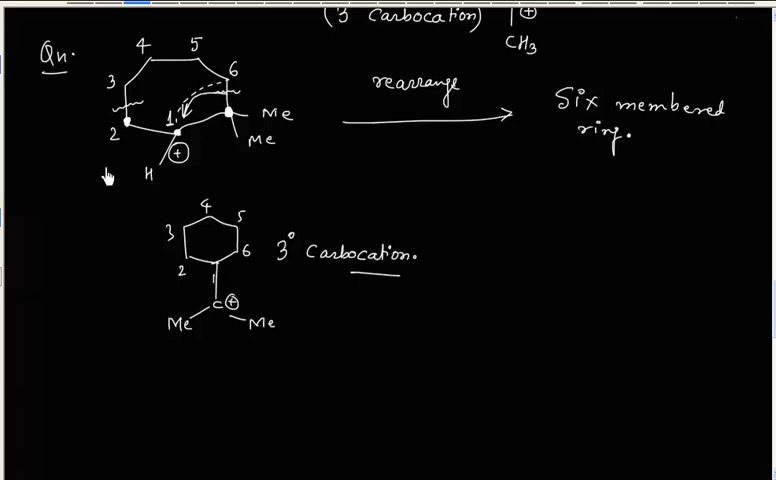 (3° Carbocation) ⊕
CH3
Qn:
4 5
3 6
rearrange
Six membered
ring.
1 Me
2 Me
⊕
H
4
3 5
3° Carbocation.
2 6
1
C⊕
Me Me